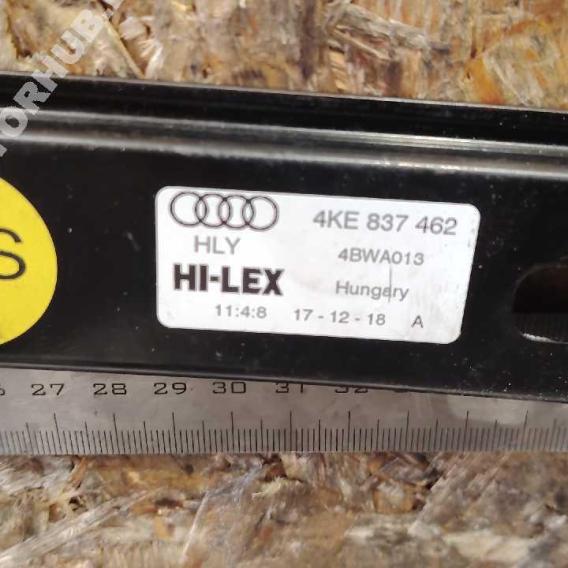 ORHUB.
S
4KE 837 462
HLY
4BWA013
HI-LEX
Hungary
11:4:8 17-12-18 A
27 28 29 30 31 32